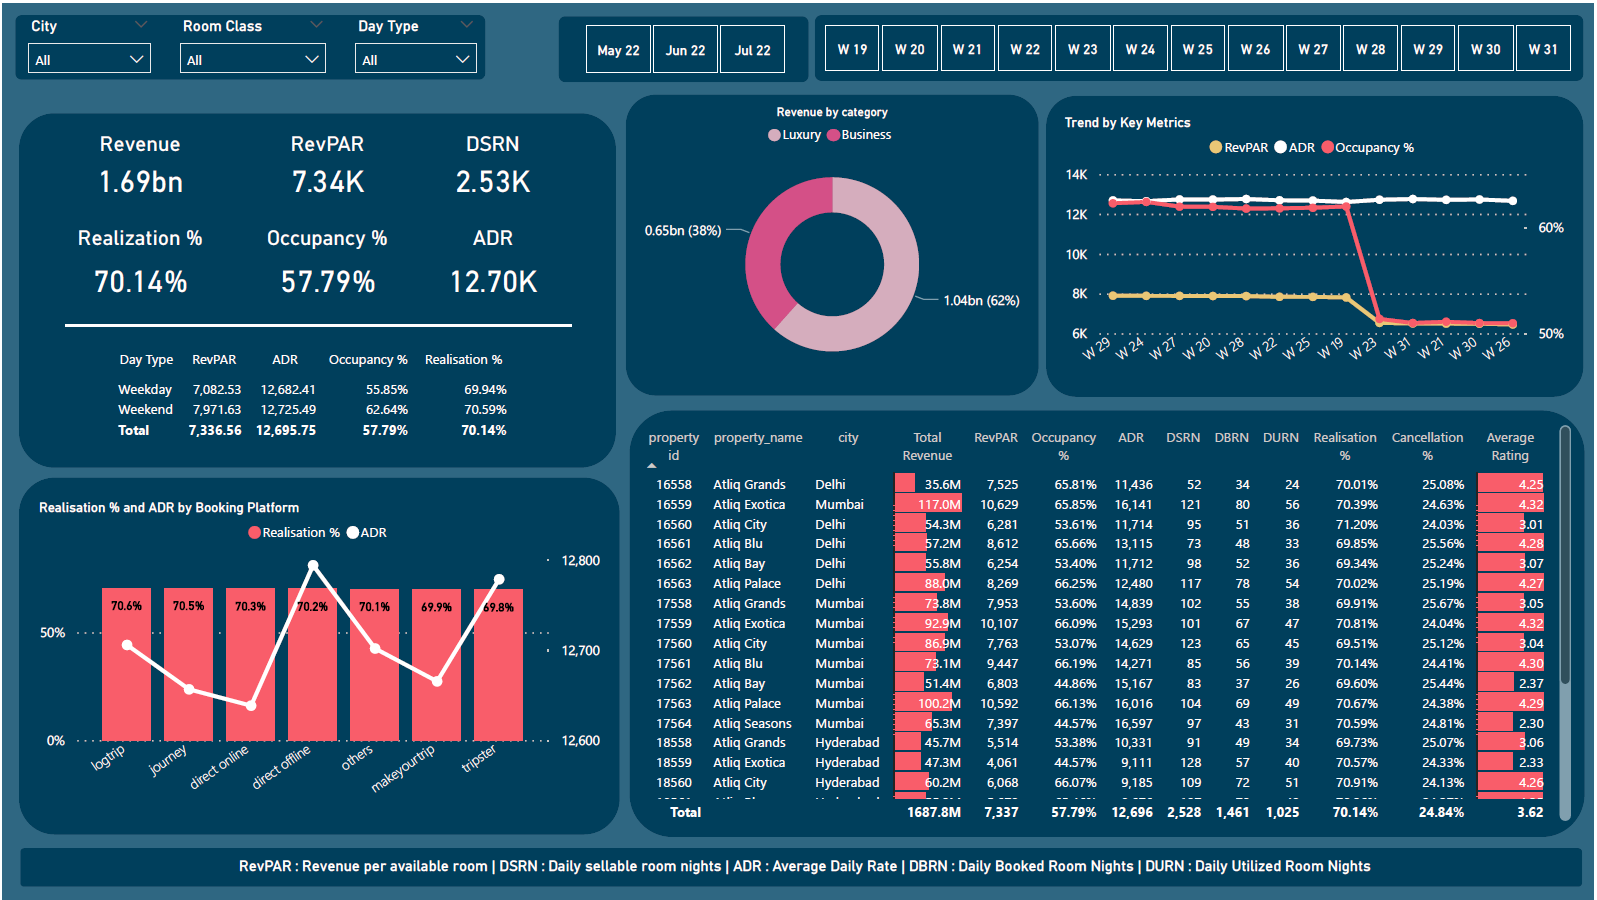 City Room Class Day Type
All All All
May 22 Jun 22 Jul 22
W 19 W 20 W 21 W 22 W 23 W 24 W 25 W 26 W 27 W 28 W 29 W 30 W 31
Revenue RevPAR DSRN
1.69bn 7.34K 2.53K
Realization % Occupancy % ADR
70.14% 57.79% 12.70K
Day Type RevPAR ADR Occupancy % Realisation %
Weekday 7,082.53 12,682.41 55.85% 69.94%
Weekend 7,971.63 12,725.49 62.64% 70.59%
Total 7,336.56 12,695.75 57.79% 70.14%
Revenue by category
Luxury Business
0.65bn (38%)
1.04bn (62%)
Trend by Key Metrics
RevPAR ADR Occupancy %
14K
12K
10K
8K
6K
60%
50%
W 29 W 24 W 27 W 20 W 28 W 22 W 25 W 19 W 23 W 31 W 21 W 30 W 26
Realisation % and ADR by Booking Platform
Realisation % ADR
12,800
12,700
12,600
50%
0%
70.6% 70.5% 70.3% 70.2% 70.1% 69.9% 69.8%
logtrip journey direct online direct offline others makeyourtrip tripster
property id property_name city Total Revenue RevPAR Occupancy % ADR DSRN DBRN DURN Realisation % Cancellation % Average Rating
16558 Atliq Grands Delhi 35.6M 7,525 65.81% 11,436 52 34 24 70.01% 25.08% 4.25
16559 Atliq Exotica Mumbai 117.0M 10,629 65.85% 16,141 121 80 56 70.39% 24.63% 4.32
16560 Atliq City Delhi 54.3M 6,281 53.61% 11,714 95 51 36 71.20% 24.03% 3.01
16561 Atliq Blu Delhi 57.2M 8,612 65.66% 13,115 73 48 33 69.85% 25.56% 4.28
16562 Atliq Bay Delhi 55.8M 6,254 53.40% 11,712 98 52 36 69.34% 25.24% 3.07
16563 Atliq Palace Delhi 88.0M 8,269 66.25% 12,480 117 78 54 70.02% 25.19% 4.27
17558 Atliq Grands Mumbai 73.8M 7,953 53.60% 14,839 102 55 38 69.91% 25.67% 3.05
17559 Atliq Exotica Mumbai 92.9M 10,107 66.09% 15,293 101 67 47 70.81% 24.04% 4.32
17560 Atliq City Mumbai 86.9M 7,763 53.07% 14,629 123 65 45 69.51% 25.12% 3.04
17561 Atliq Blu Mumbai 73.1M 9,447 66.19% 14,271 85 56 39 70.14% 24.41% 4.30
17562 Atliq Bay Mumbai 51.4M 6,803 44.86% 15,167 83 37 26 69.60% 25.44% 2.37
17563 Atliq Palace Mumbai 100.2M 10,592 66.13% 16,016 104 69 49 70.67% 24.38% 4.29
17564 Atliq Seasons Mumbai 65.3M 7,397 44.57% 16,597 97 43 31 70.59% 24.81% 2.30
18558 Atliq Grands Hyderabad 45.7M 5,514 53.38% 10,331 91 49 34 69.73% 25.07% 3.06
18559 Atliq Exotica Hyderabad 47.3M 4,061 44.57% 9,111 128 57 40 70.57% 24.33% 2.33
18560 Atliq City Hyderabad 60.2M 6,068 66.07% 9,185 109 72 51 70.91% 24.13% 4.26
Total 1687.8M 7,337 57.79% 12,696 2,528 1,461 1,025 70.14% 24.84% 3.62
RevPAR : Revenue per available room | DSRN : Daily sellable room nights | ADR : Average Daily Rate | DBRN : Daily Booked Room Nights | DURN : Daily Utilized Room Nights